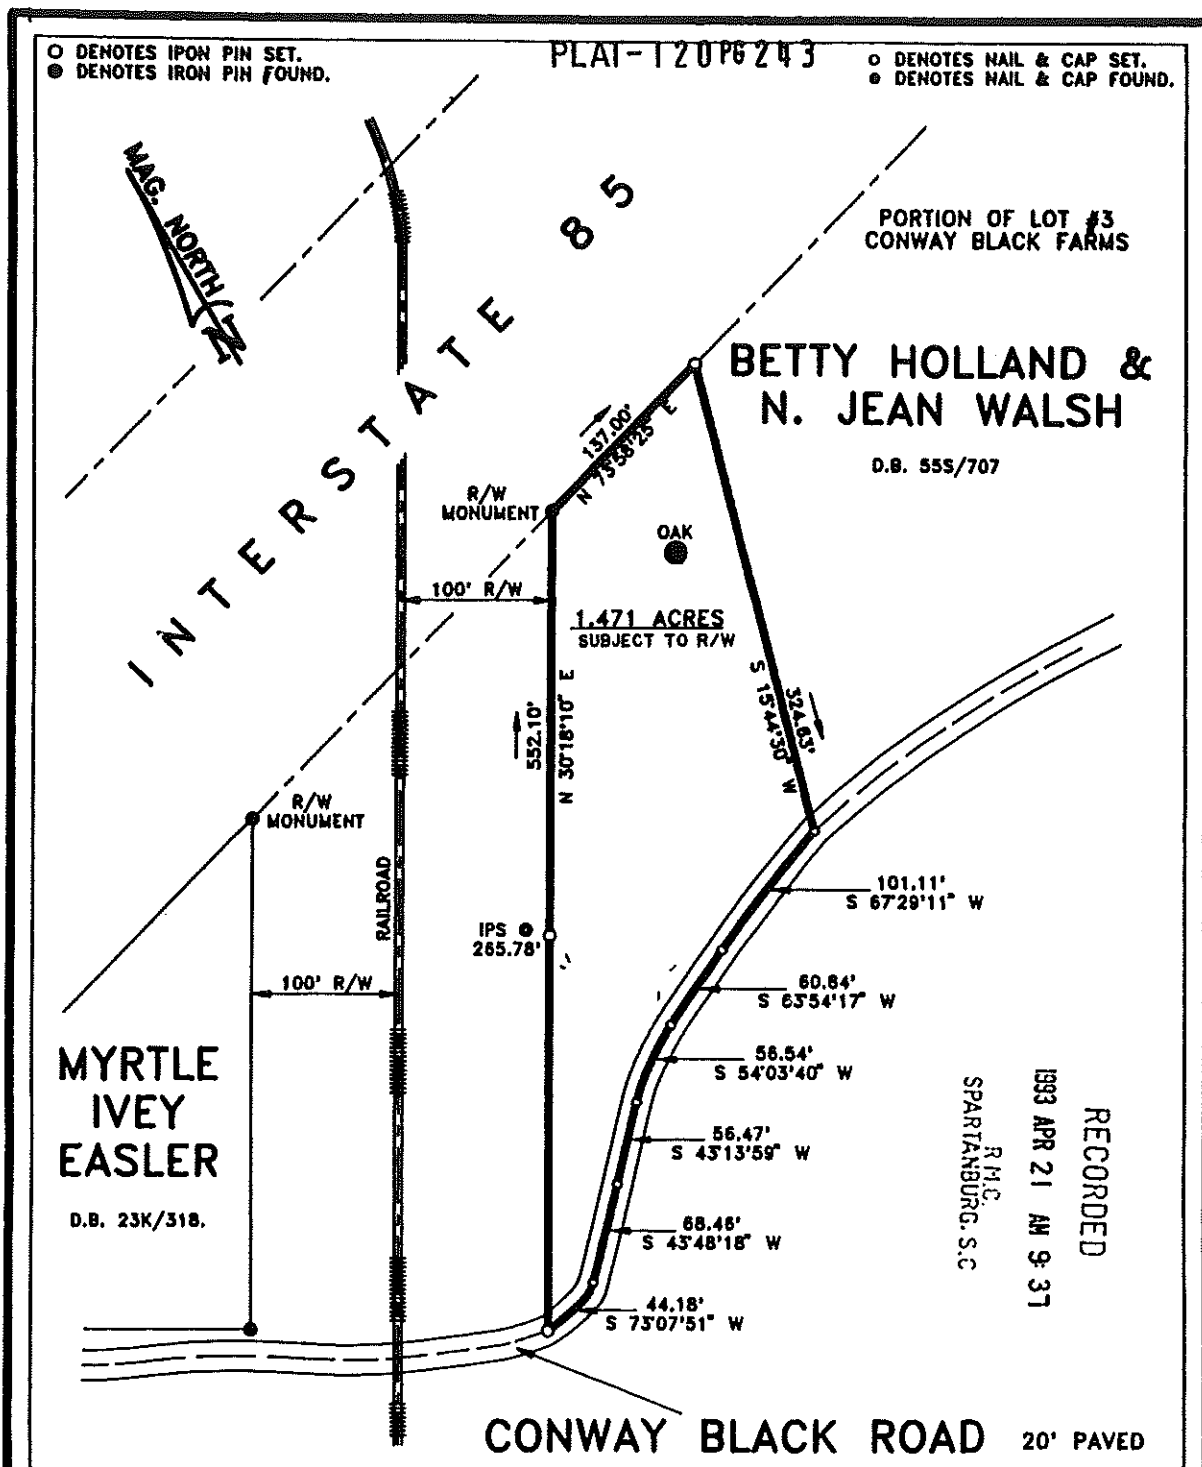 PLAT-120PG243
O DENOTES IPON PIN SET.
● DENOTES IRON PIN FOUND.
O DENOTES NAIL & CAP SET.
● DENOTES NAIL & CAP FOUND.
MAG. NORTH
INTERSTATE 85
PORTION OF LOT #3
CONWAY BLACK FARMS
BETTY HOLLAND &
N. JEAN WALSH
D.B. 55S/707
137.00'
N 73°58'25" E
R/W
MONUMENT
OAK
100' R/W
1.471 ACRES
SUBJECT TO R/W
552.10'
N 30°18'10" E
324.63'
S 15°44'30" W
R/W
MONUMENT
RAILROAD
101.11'
S 67°29'11" W
IPS @
265.78'
60.84'
S 63°54'17" W
100' R/W
56.54'
S 54°03'40" W
MYRTLE
IVEY
EASLER
D.B. 23K/318.
56.47'
S 43°13'59" W
68.46'
S 43°48'18" W
44.18'
S 73°07'51" W
RECORDED
1993 APR 21 AM 9:37
R.M.C.
SPARTANBURG, S.C
CONWAY BLACK ROAD 20' PAVED